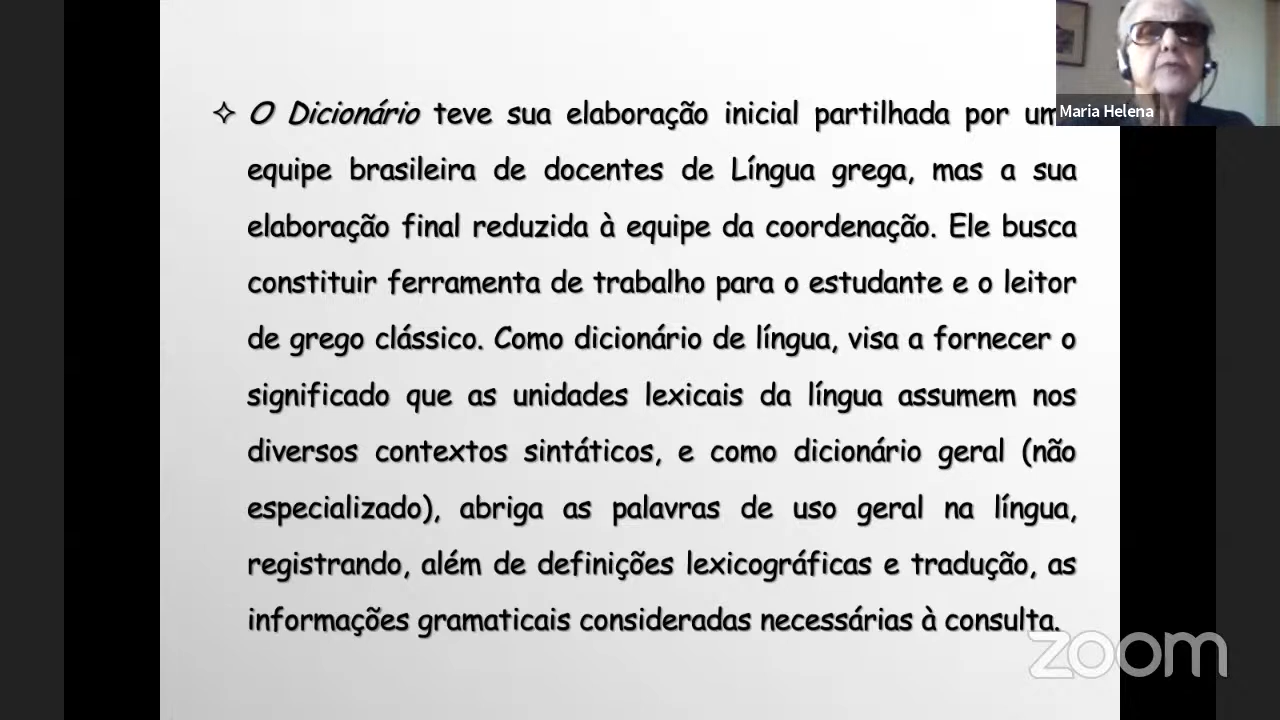 ✧ O Dicionário teve sua elaboração inicial partilhada por um
equipe brasileira de docentes de Língua grega, mas a sua
elaboração final reduzida à equipe da coordenação. Ele busca
constituir ferramenta de trabalho para o estudante e o leitor
de grego clássico. Como dicionário de língua, visa a fornecer o
significado que as unidades lexicais da língua assumem nos
diversos contextos sintáticos, e como dicionário geral (não
especializado), abriga as palavras de uso geral na língua,
registrando, além de definições lexicográficas e tradução, as
informações gramaticais consideradas necessárias à consulta.
Maria Helena
zoom